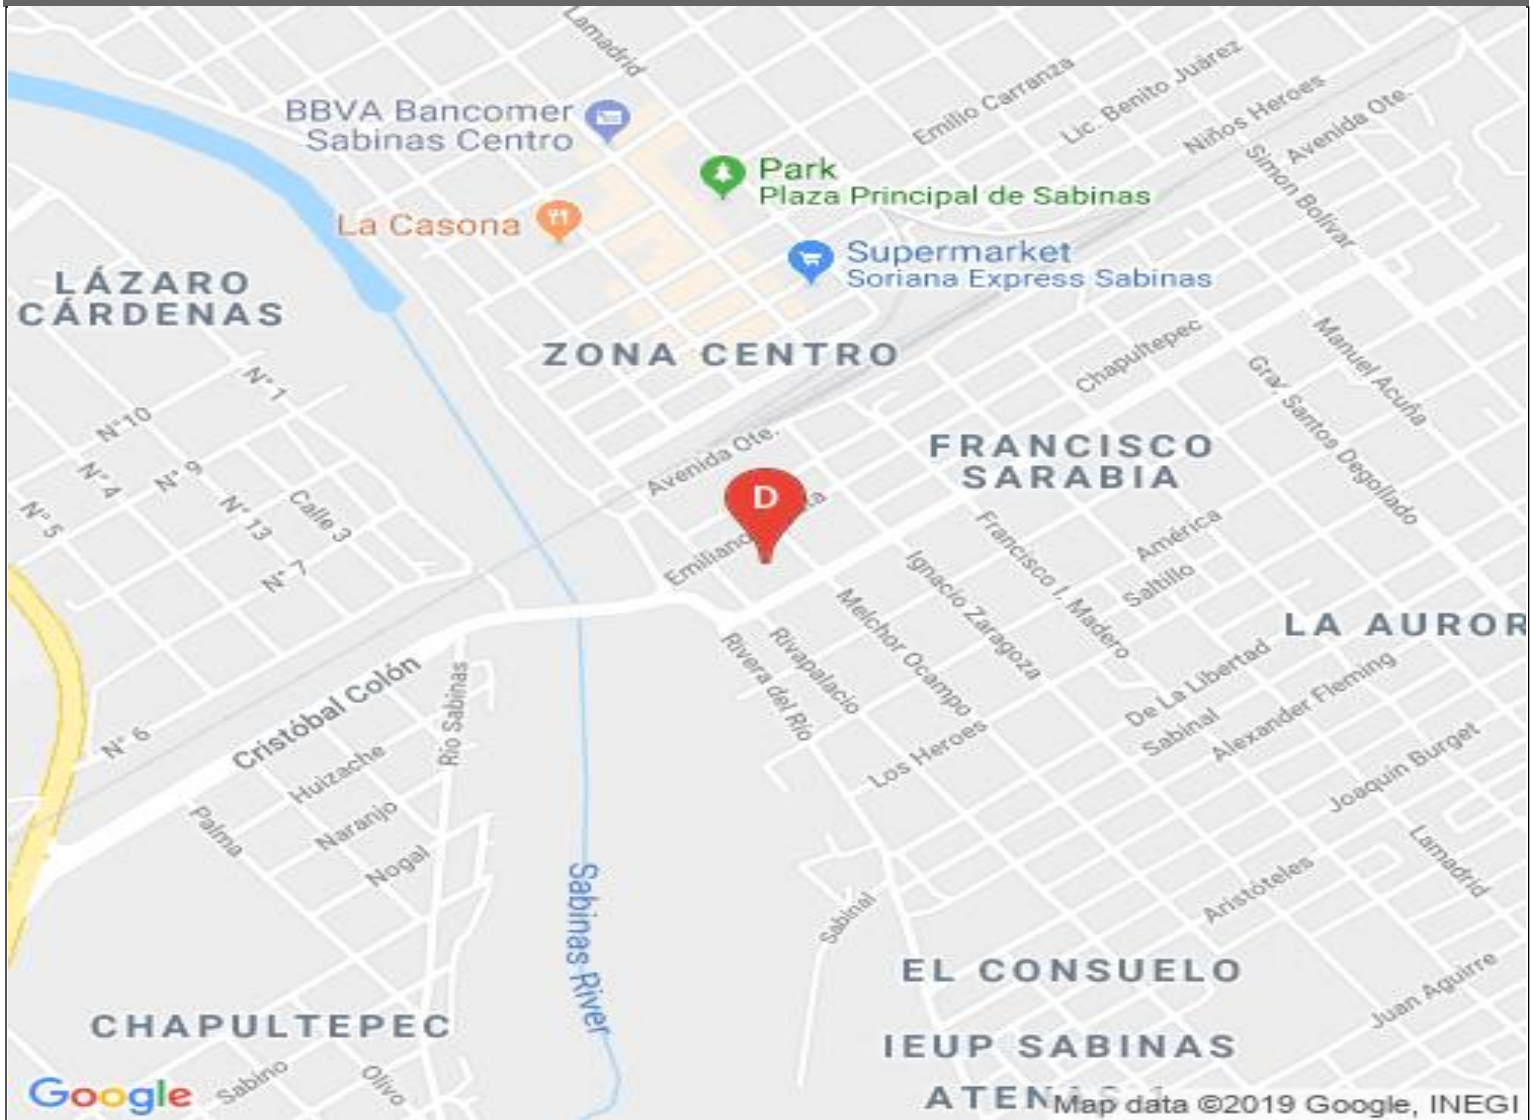 Lamadrid
Emilio Carranza
Lic. Benito Juárez
Niños Heroes
Avenida Ote.
BBVA Bancomer
Sabinas Centro
Park
Plaza Principal de Sabinas
Simon Bolívar
La Casona
Supermarket
Soriana Express Sabinas
LÁZARO
CÁRDENAS
ZONA CENTRO
Chapultepec
Manuel Acuña
Gral. Santos Degollado
N° 1
N°10
N° 4
N° 9
N° 13
Calle 3
N° 5
N° 7
Avenida Ote.
FRANCISCO
SARABIA
D
Emiliano
ta
Francisco I. Madero
América
Saltillo
Ignacio Zaragoza
Melchor Ocampo
Rivapalacio
Rivera del Río
LA AUROR
De La Libertad
Sabinal
Alexander Fleming
Los Heroes
Joaquin Burget
Cristóbal Colón
Río Sabinas
N° 6
Huizache
Naranjo
Nogal
Palma
Lamadrid
Aristóteles
Sabinal
Sabinas River
EL CONSUELO
Juan Aguirre
CHAPULTEPEC
IEUP SABINAS
Sabino
Olivo
Google
Map data ©2019 Google, INEGI